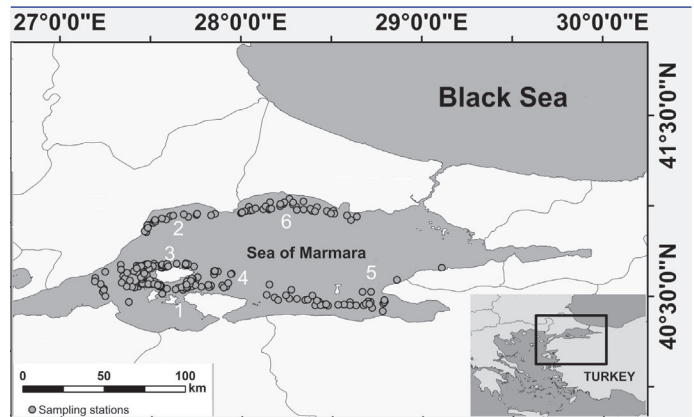 27°0'0"E 28°0'0"E 29°0'0"E 30°0'0"E
Black Sea
41°30'0"N
2
6
3
Sea of Marmara
4
5
1
40°30'0"N
0 50 100
km
Sampling stations
TURKEY